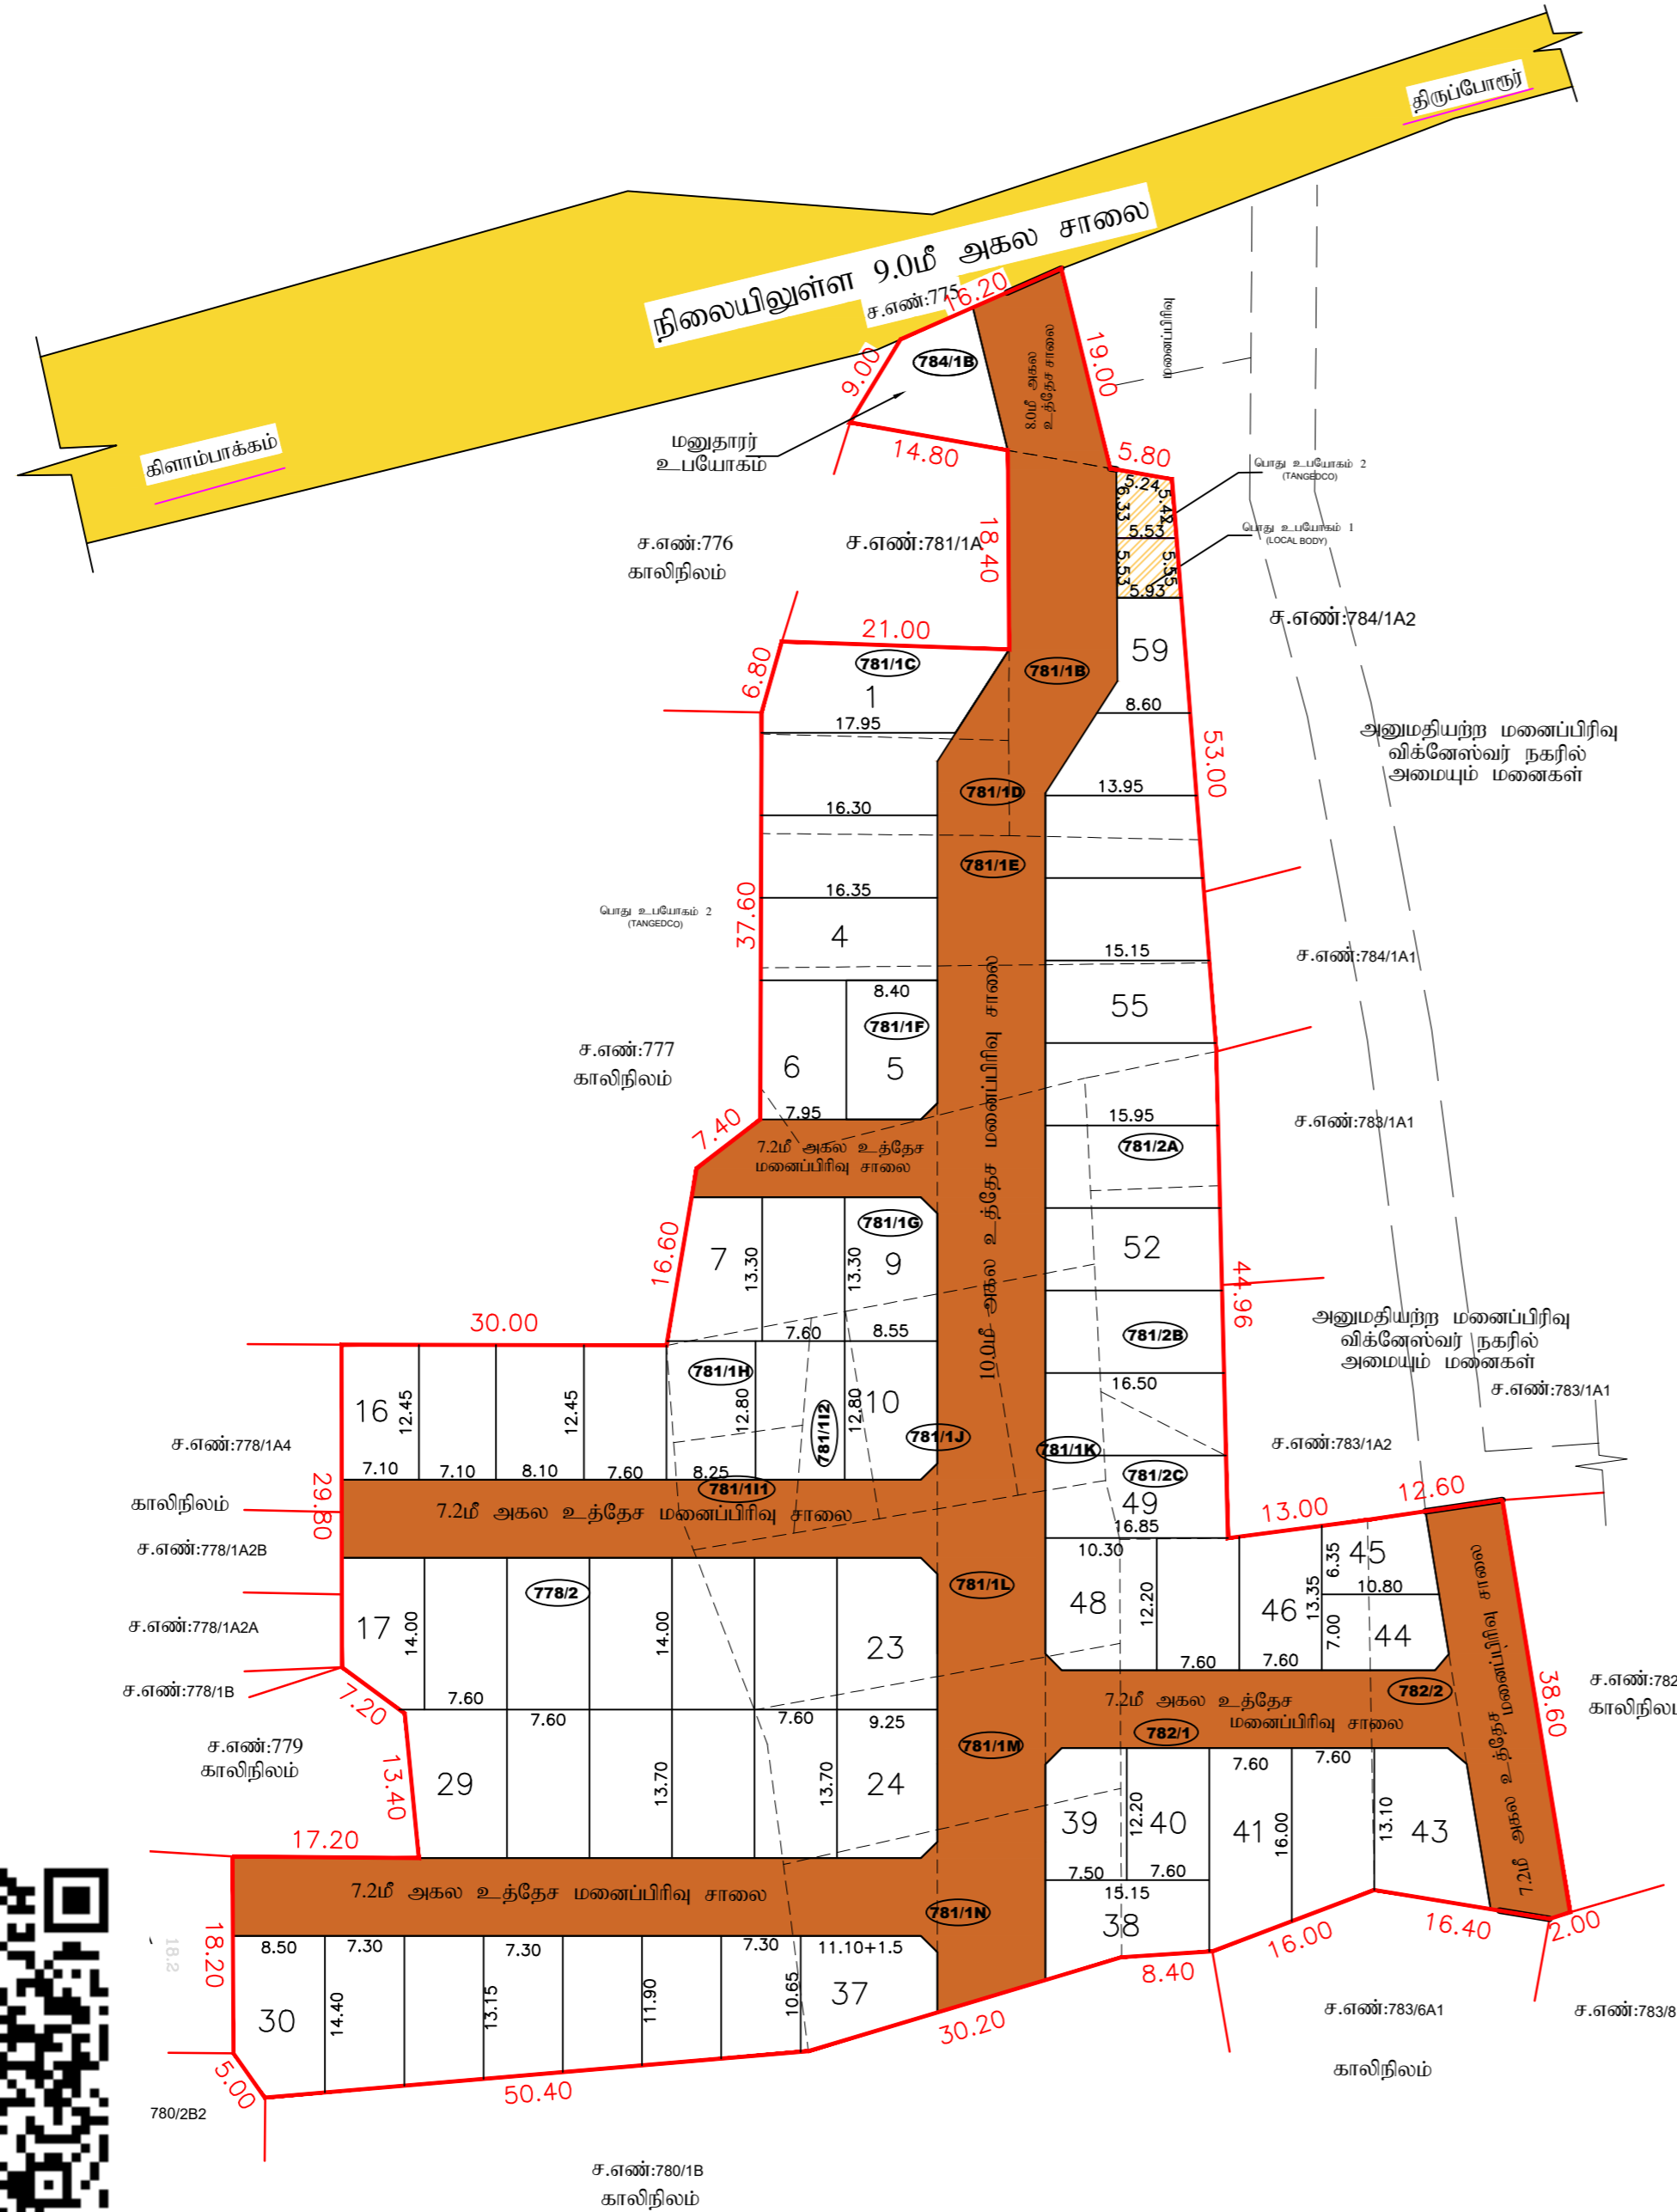 திருப்போரூர்
நிலையிலுள்ள 9.0மீ அகல சாலை
ச.எண்:775
கிளாம்பாக்கம்
16.20
9.00
784/1B
8.0மீ அகல
உத்தேச சாலை
19.00
மனைப்பிரிவு
மனுதாரர்
உபயோகம்
14.80
5.80
பொது உபயோகம் 2
(TANGEDCO)
5.24
6.33
5.42
5.53
பொது உபயோகம் 1
(LOCAL BODY)
5.53
5.55
5.93
ச.எண்:776
காலிநிலம்
ச.எண்:781/1A
18.40
ச.எண்:784/1A2
21.00
781/1C
781/1B
59
6.80
1
17.95
8.60
53.00
அனுமதியற்ற மனைப்பிரிவு
விக்னேஸ்வர் நகரில்
அமையும் மனைகள்
781/1D
13.95
16.30
781/1E
16.35
37.60
பொது உபயோகம் 2
(TANGEDCO)
4
15.15
ச.எண்:784/1A1
8.40
55
781/1F
10.0மீ அகல உத்தேச மனைப்பிரிவு சாலை
ச.எண்:777
காலிநிலம்
6
5
7.95
15.95
ச.எண்:783/1A1
7.40
7.2மீ அகல உத்தேச
மனைப்பிரிவு சாலை
781/2A
16.60
7
13.30
13.30
781/1G
9
52
44.96
30.00
7.60
8.55
781/2B
அனுமதியற்ற மனைப்பிரிவு
விக்னேஸ்வர் நகரில்
அமையும் மனைகள்
ச.எண்:783/1A1
781/1H
16.50
16
12.45
12.45
12.80
781/1I2
12.80
10
ச.எண்:778/1A4
781/1J
781/1K
ச.எண்:783/1A2
7.10
7.10
8.10
7.60
8.25
781/2C
781/1I1
49
காலிநிலம்
29.80
7.2மீ அகல உத்தேச மனைப்பிரிவு சாலை
16.85
13.00
12.60
ச.எண்:778/1A2B
10.30
6.35
45
778/2
781/1L
48
12.20
46
13.35
10.80
ச.எண்:778/1A2A
17
14.00
14.00
23
7.00
44
7.2மீ அகல உத்தேச மனைப்பிரிவு சாலை
ச.எண்:778/1B
7.20
7.60
7.60
7.60
9.25
7.60
7.60
7.2மீ அகல உத்தேச
மனைப்பிரிவு சாலை
782/2
38.60
ச.எண்:782
ச.எண்:779
காலிநிலம்
781/1M
782/1
13.40
29
13.70
13.70
24
7.60
7.60
39
12.20
40
41
16.00
13.10
43
17.20
7.50
7.60
7.2மீ அகல உத்தேச மனைப்பிரிவு சாலை
781/1N
15.15
38
18.20
18.2
8.50
7.30
7.30
7.30
11.10+1.5
16.00
16.40
2.00
30
14.40
13.15
11.90
10.65
37
8.40
30.20
ச.எண்:783/6A1
ச.எண்:783/8
5.00
50.40
காலிநிலம்
780/2B2
ச.எண்:780/1B
காலிநிலம்